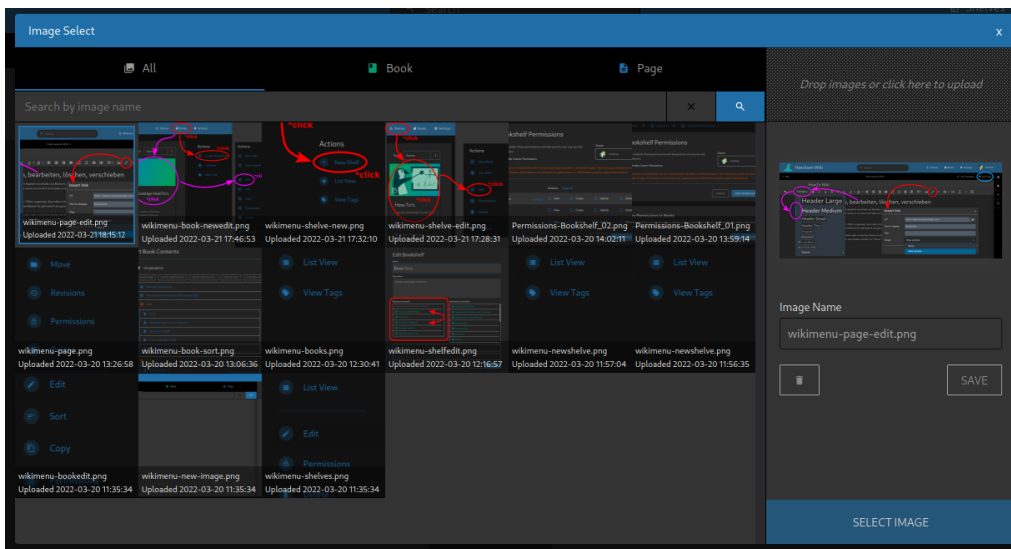 Search
Shelves
Image Select
x
All
Book
Page
Search by image name
Drop images or click here to upload
wikimenu-page-edit.png
Uploaded 2022-03-21 18:15:12
wikimenu-book-newedit.png
Uploaded 2022-03-21 17:46:53
*click
Actions
New Shelf
*click
List View
View Tags
wikimenu-shelve-new.png
Uploaded 2022-03-21 17:32:10
wikimenu-shelve-edit.png
Uploaded 2022-03-21 17:28:31
Bookshelf Permissions
Permissions-Bookshelf_02.png
Uploaded 2022-03-20 14:02:11
Permissions-Bookshelf_01.png
Uploaded 2022-03-20 13:59:14
, bearbeiten, löschen, verschieben
Header Large
Header Medium
Move
Revisions
Permissions
wikimenu-page.png
Uploaded 2022-03-20 13:26:58
Book Contents
wikimenu-book-sort.png
Uploaded 2022-03-20 13:06:36
List View
View Tags
wikimenu-books.png
Uploaded 2022-03-20 12:30:41
Edit Bookshelf
wikimenu-shelfedit.png
Uploaded 2022-03-20 12:16:57
List View
View Tags
wikimenu-newshelve.png
Uploaded 2022-03-20 11:57:04
List View
View Tags
wikimenu-newshelve.png
Uploaded 2022-03-20 11:56:35
Image Name
wikimenu-page-edit.png
SAVE
Edit
Sort
Copy
wikimenu-bookedit.png
Uploaded 2022-03-20 11:35:34
wikimenu-new-image.png
Uploaded 2022-03-20 11:35:34
List View
Edit
Permissions
wikimenu-shelves.png
Uploaded 2022-03-20 11:35:34
SELECT IMAGE